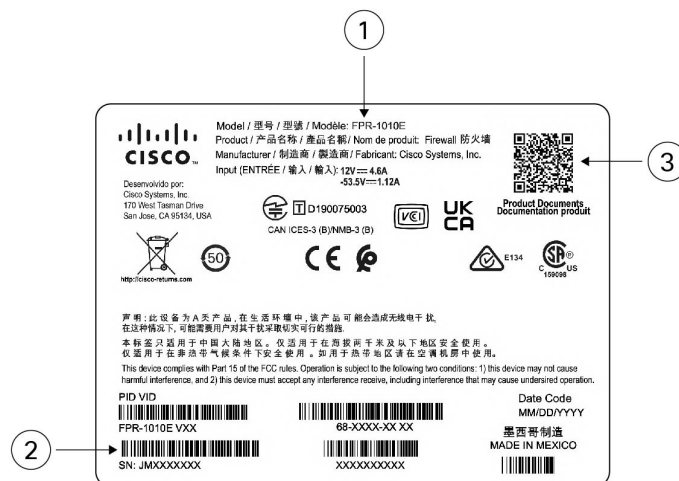 1
CISCO
Model / 型号 / 型號 / Modèle: FPR-1010E
Product / 产品名称 / 產品名稱 / Nom de produit: Firewall 防火墙
Manufacturer / 制造商 / 製造商 / Fabricant: Cisco Systems, Inc.
Input (ENTRÉE / 输入 / 輸入): 12V 4.6A
-53.5V 1.12A
3
Desenvolvido por:
Cisco Systems, Inc.
170 West Tasman Drive
San Jose, CA 95134, USA
T D190075003
CAN ICES-3 (B)/NMB-3 (B)
VCI
UK
CA
Product Documents
Documentation produit
50
CE
E134
SA
C US
159098
http://cisco-returns.com
声明: 此设备为A类产品, 在生活环境中, 该产品可能会造成无线电干扰,
在这种情况下, 可能需要用户对其干扰采取切实可行的措施.
本标签只适用于中国大陆地区。仅适用于在海拔两千米及以下地区安全使用。
仅适用于在非热带气候条件下安全使用。如用于热带地区请在空调机房中使用。
This device complies with Part 15 of the FCC rules. Operation is subject to the following two conditions: 1) this device may not cause
harmful interference, and 2) this device must accept any interference receive, including interference that may cause undersired operation.
PID VID
FPR-1010E VXX
68-XXXX-XX XX
Date Code
MM/DD/YYYY
2
SN: JMXXXXXXX
XXXXXXXXXX
墨西哥制造
MADE IN MEXICO